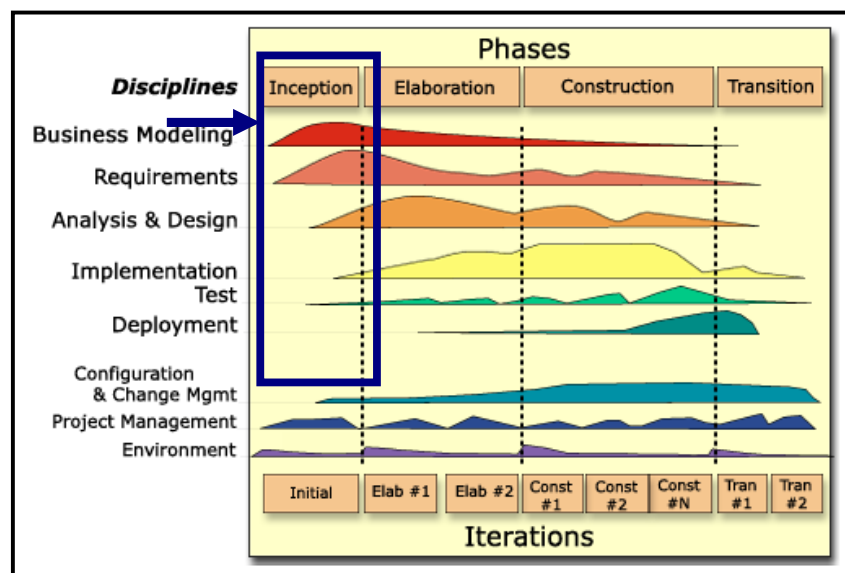 Phases
Disciplines
Inception
Elaboration
Construction
Transition
Business Modeling
Requirements
Analysis & Design
Implementation
Test
Deployment
Configuration
& Change Mgmt
Project Management
Environment
Initial
Elab #1
Elab #2
Const
#1
Const
#2
Const
#N
Tran
#1
Tran
#2
Iterations